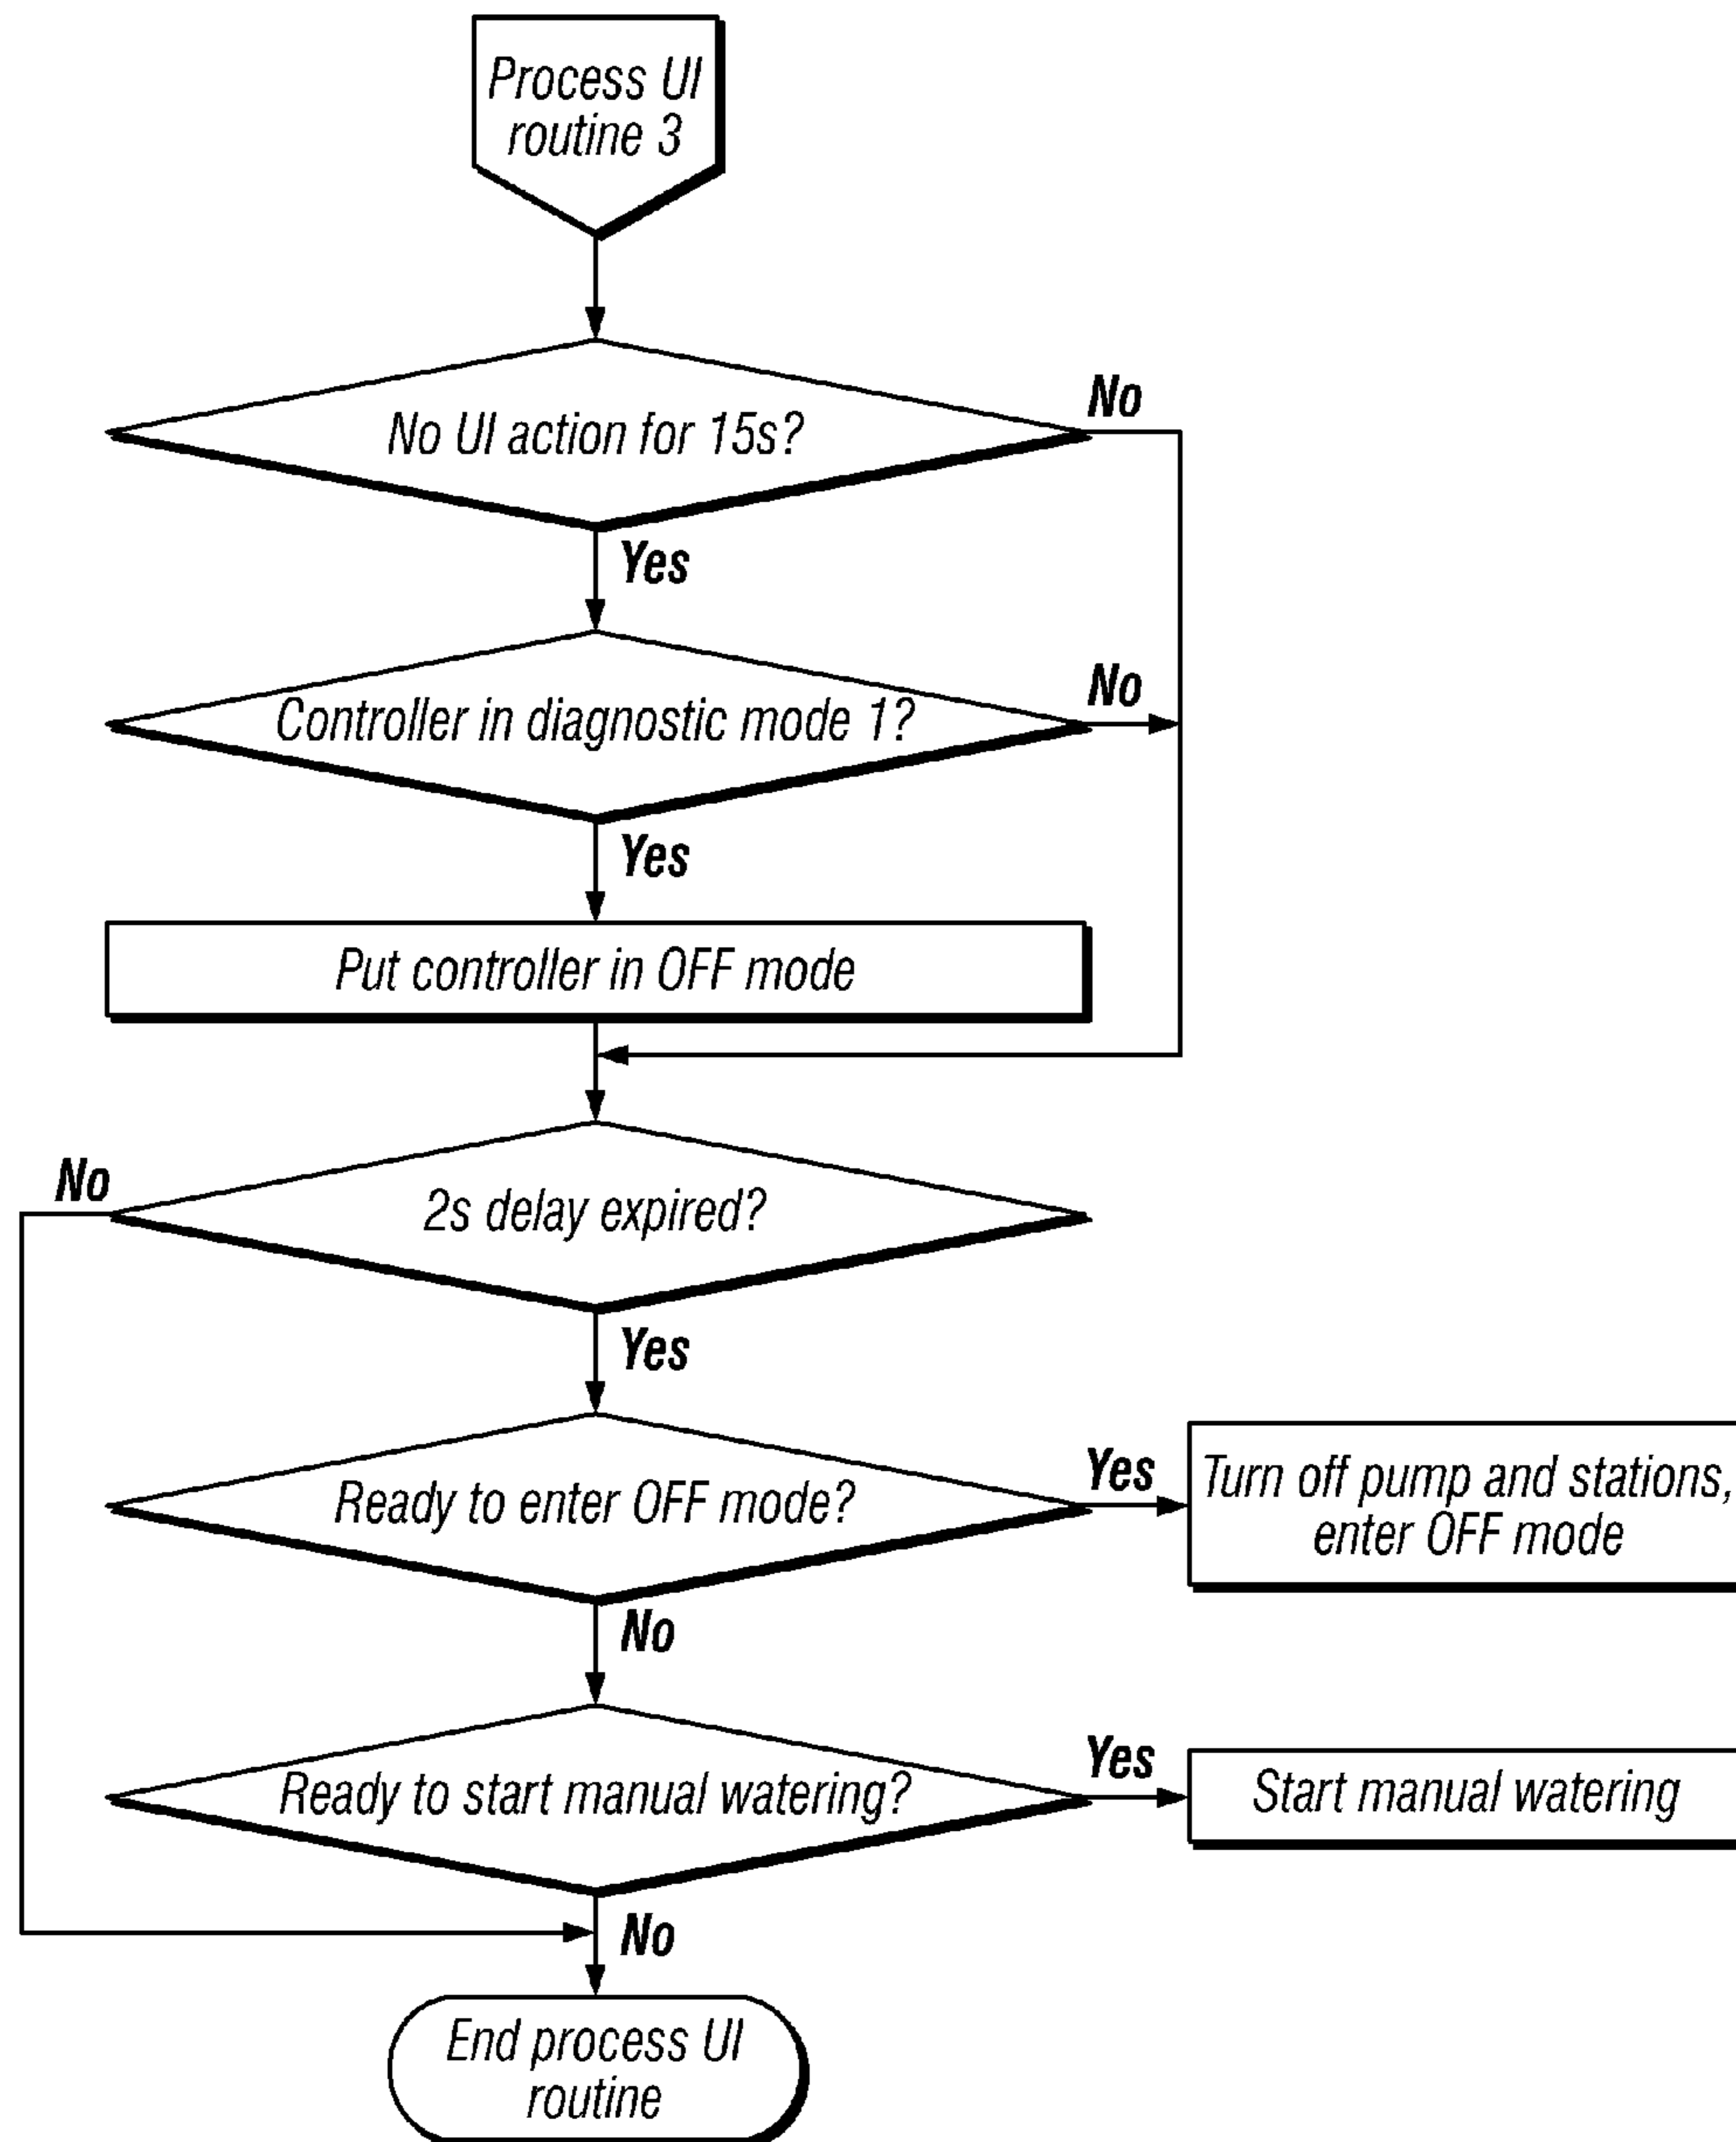 Process UI
routine 3
No UI action for 15s?
No
Yes
Controller in diagnostic mode 1?
No
Yes
Put controller in OFF mode
2s delay expired?
No
Yes
Ready to enter OFF mode?
Yes
Turn off pump and stations,
enter OFF mode
No
Ready to start manual watering?
Yes
Start manual watering
No
End process UI
routine